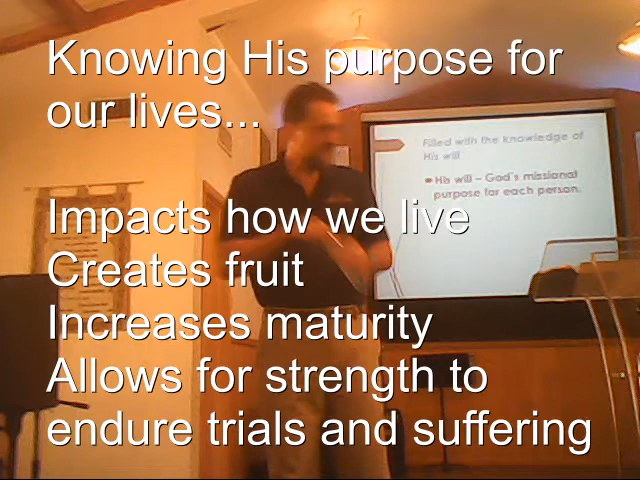 Knowing His purpose for
our lives...
Impacts how we live
Creates fruit
Increases maturity
Allows for strength to
endure trials and suffering
Filled with the knowledge of
His will
His will – God's missional
purpose for each person.